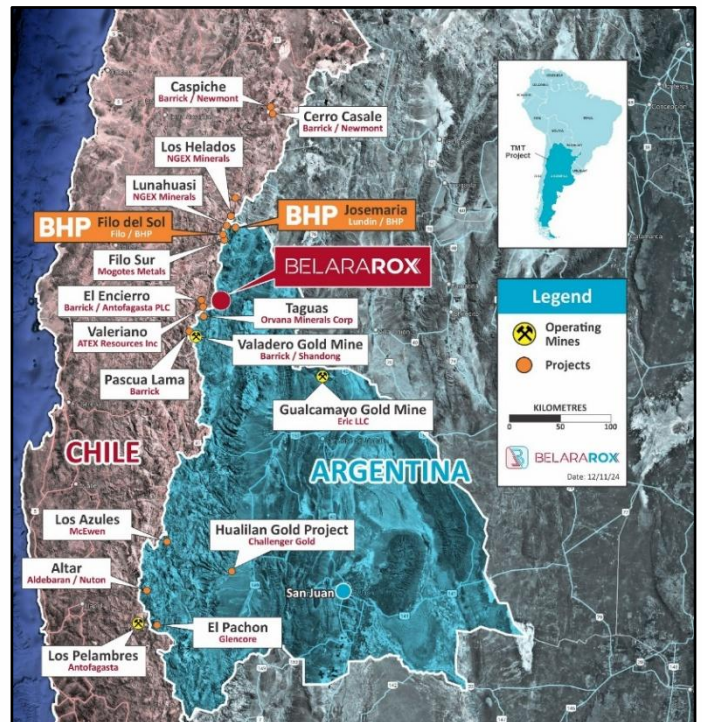 Caspiche
Barrick / Newmont
Cerro Casale
Barrick / Newmont
Los Helados
NGEX Minerals
Lunahuasi
NGEX Minerals
BHP Filo del Sol
Filo / BHP
BHP Josemaria
Lundin / BHP
Filo Sur
Mogotes Metals
BELARAROX
El Encierro
Barrick / Antofagasta PLC
Taguas
Orvana Minerals Corp
Valeriano
ATEX Resources Inc
Valadero Gold Mine
Barrick / Shandong
Pascua Lama
Barrick
Gualcamayo Gold Mine
Eric LLC
CHILE
ARGENTINA
Los Azules
McEwen
Hualilan Gold Project
Challenger Gold
Altar
Aldebaran / Nuton
San Juan
El Pachon
Glencore
Los Pelambres
Antofagasta
TMT
Project
Legend
Operating
Mines
Projects
KILOMETRES
0 50 100
BELARAROX
Date: 12/11/24